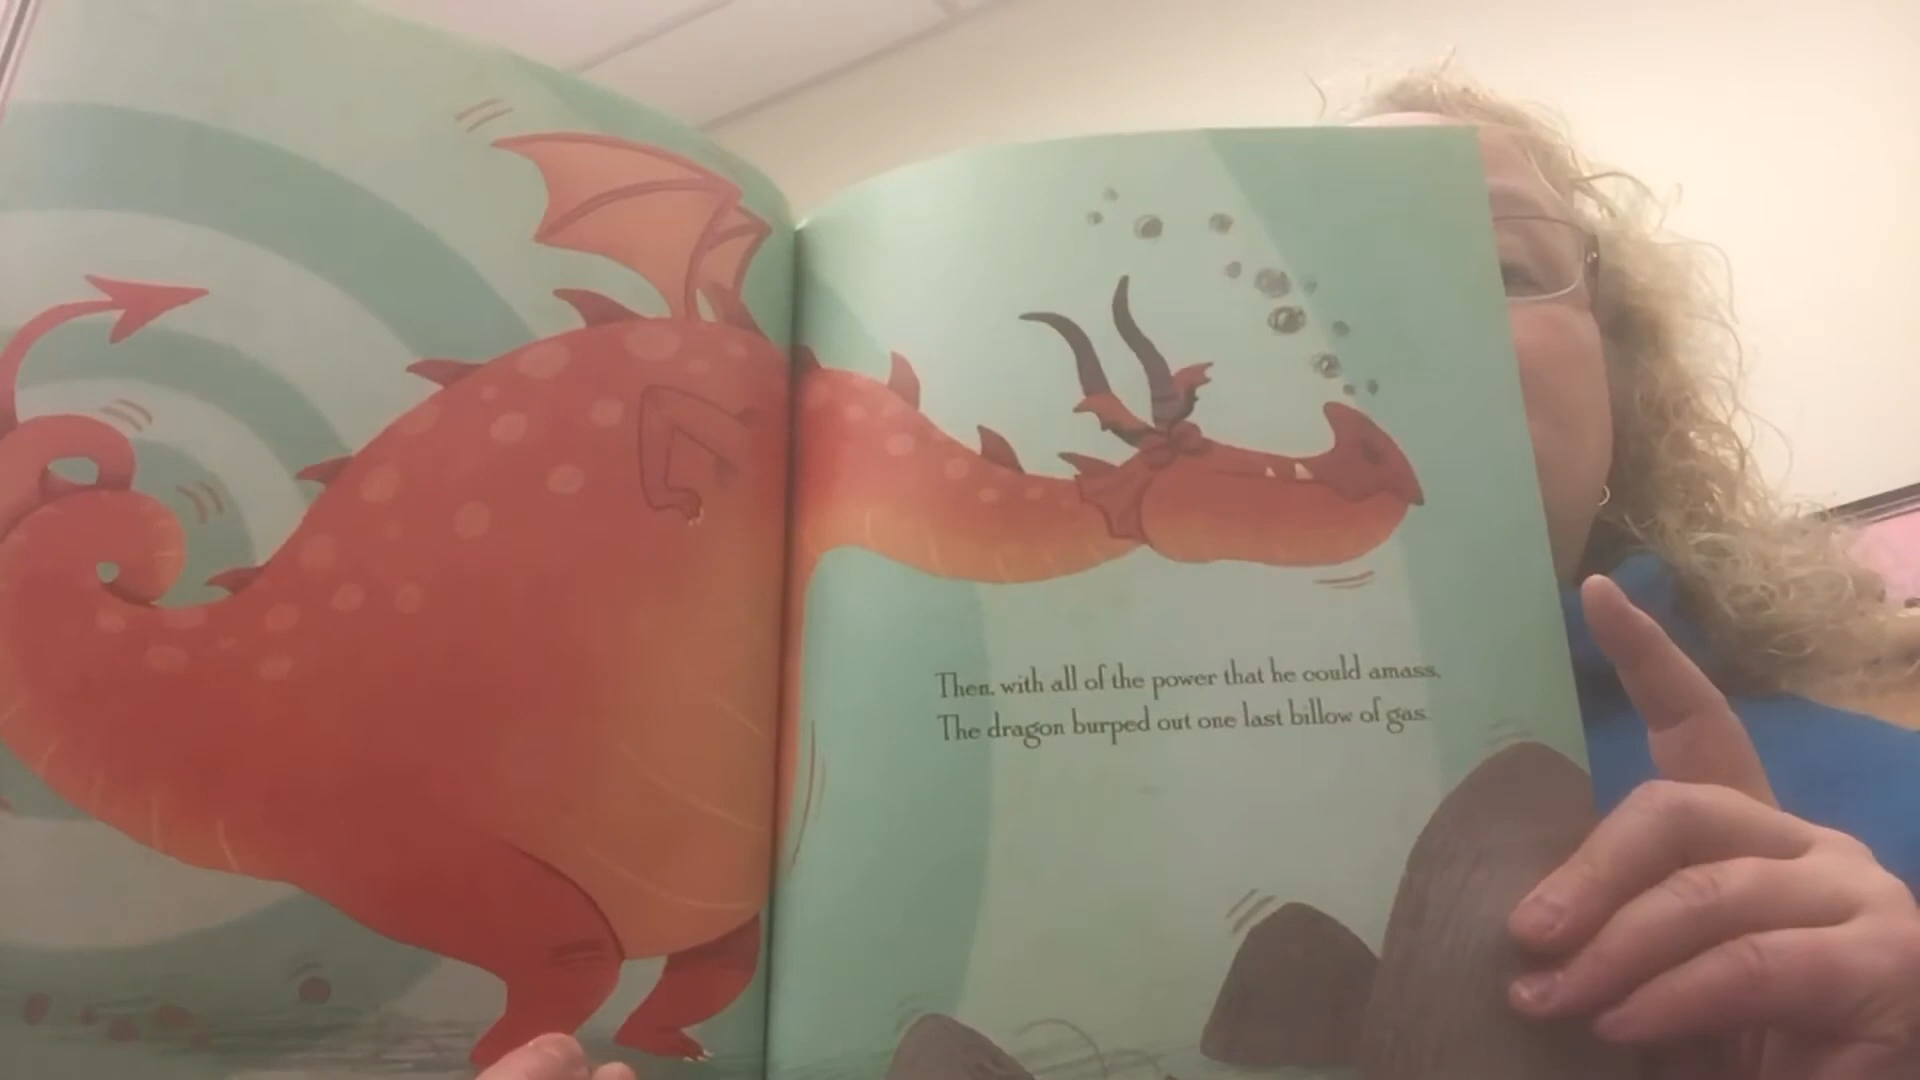 Then, with all of the power that he could amass,
The dragon burped out one last billow of gas.